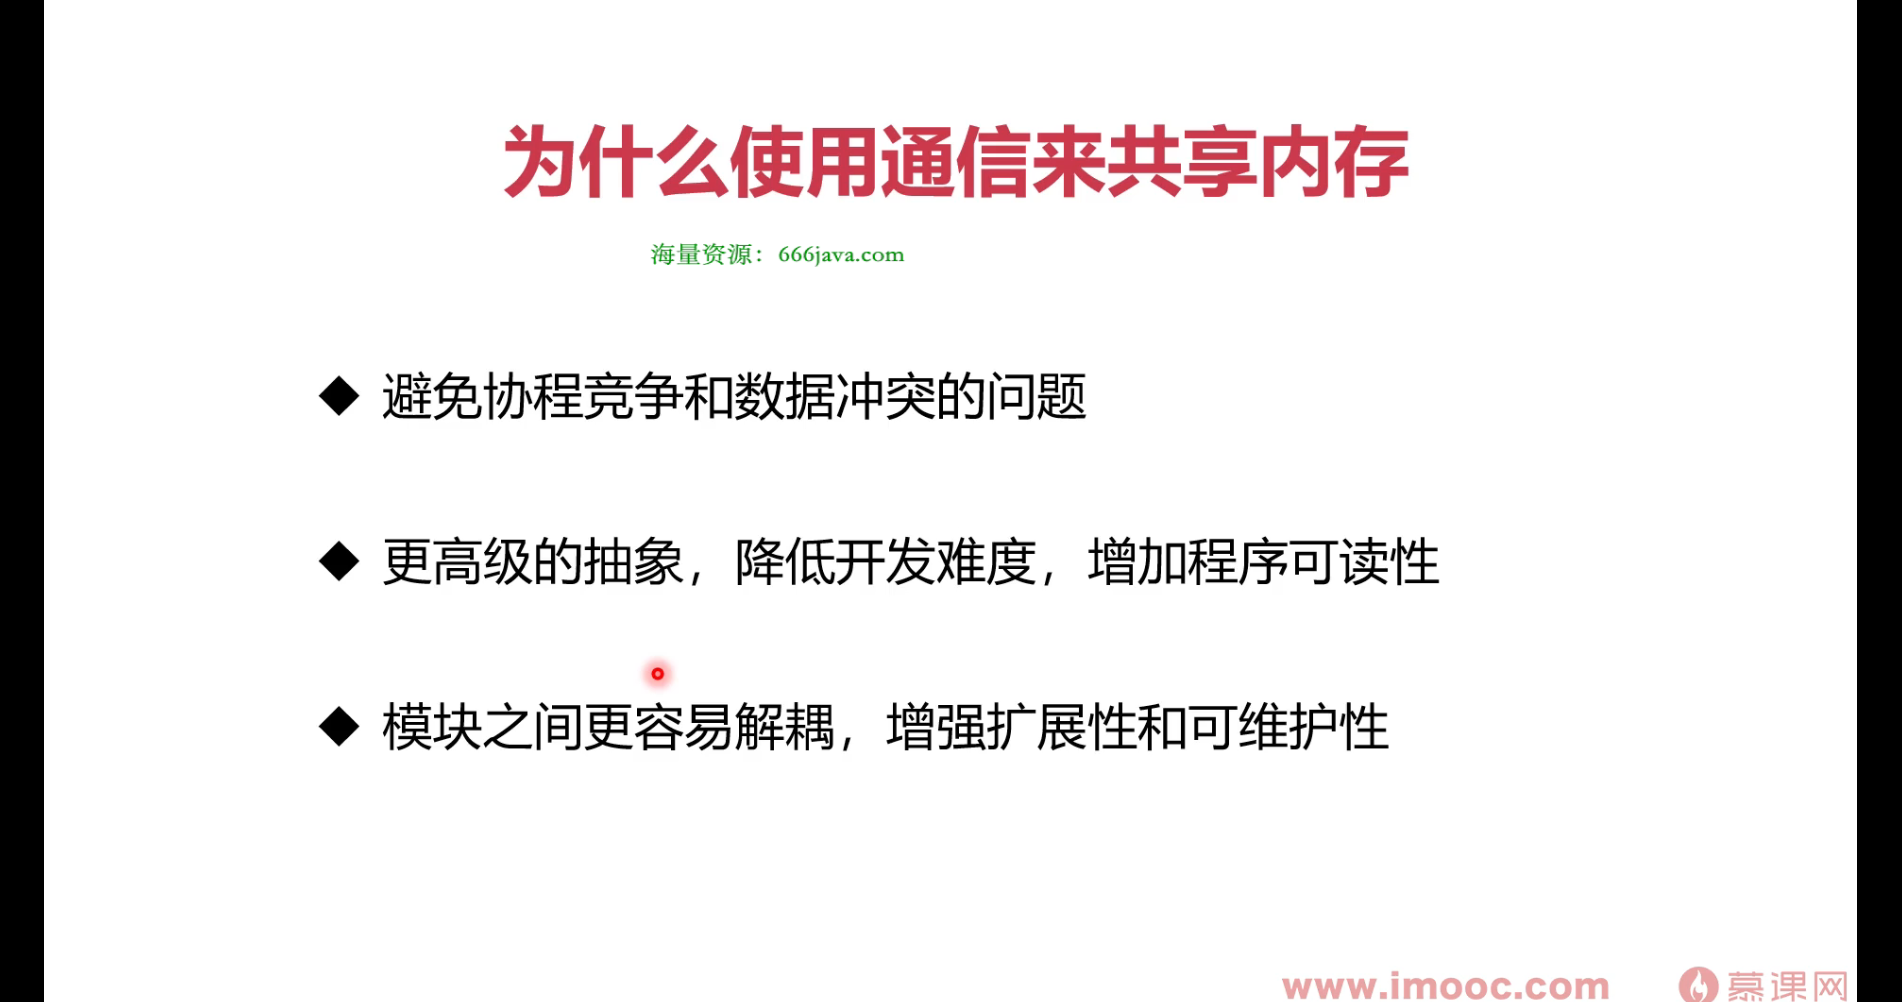 为什么使用通信来共享内存
海量资源：666java.com
◆ 避免协程竞争和数据冲突的问题
◆ 更高级的抽象，降低开发难度，增加程序可读性
◆ 模块之间更容易解耦，增强扩展性和可维护性
www.imooc.com 慕课网